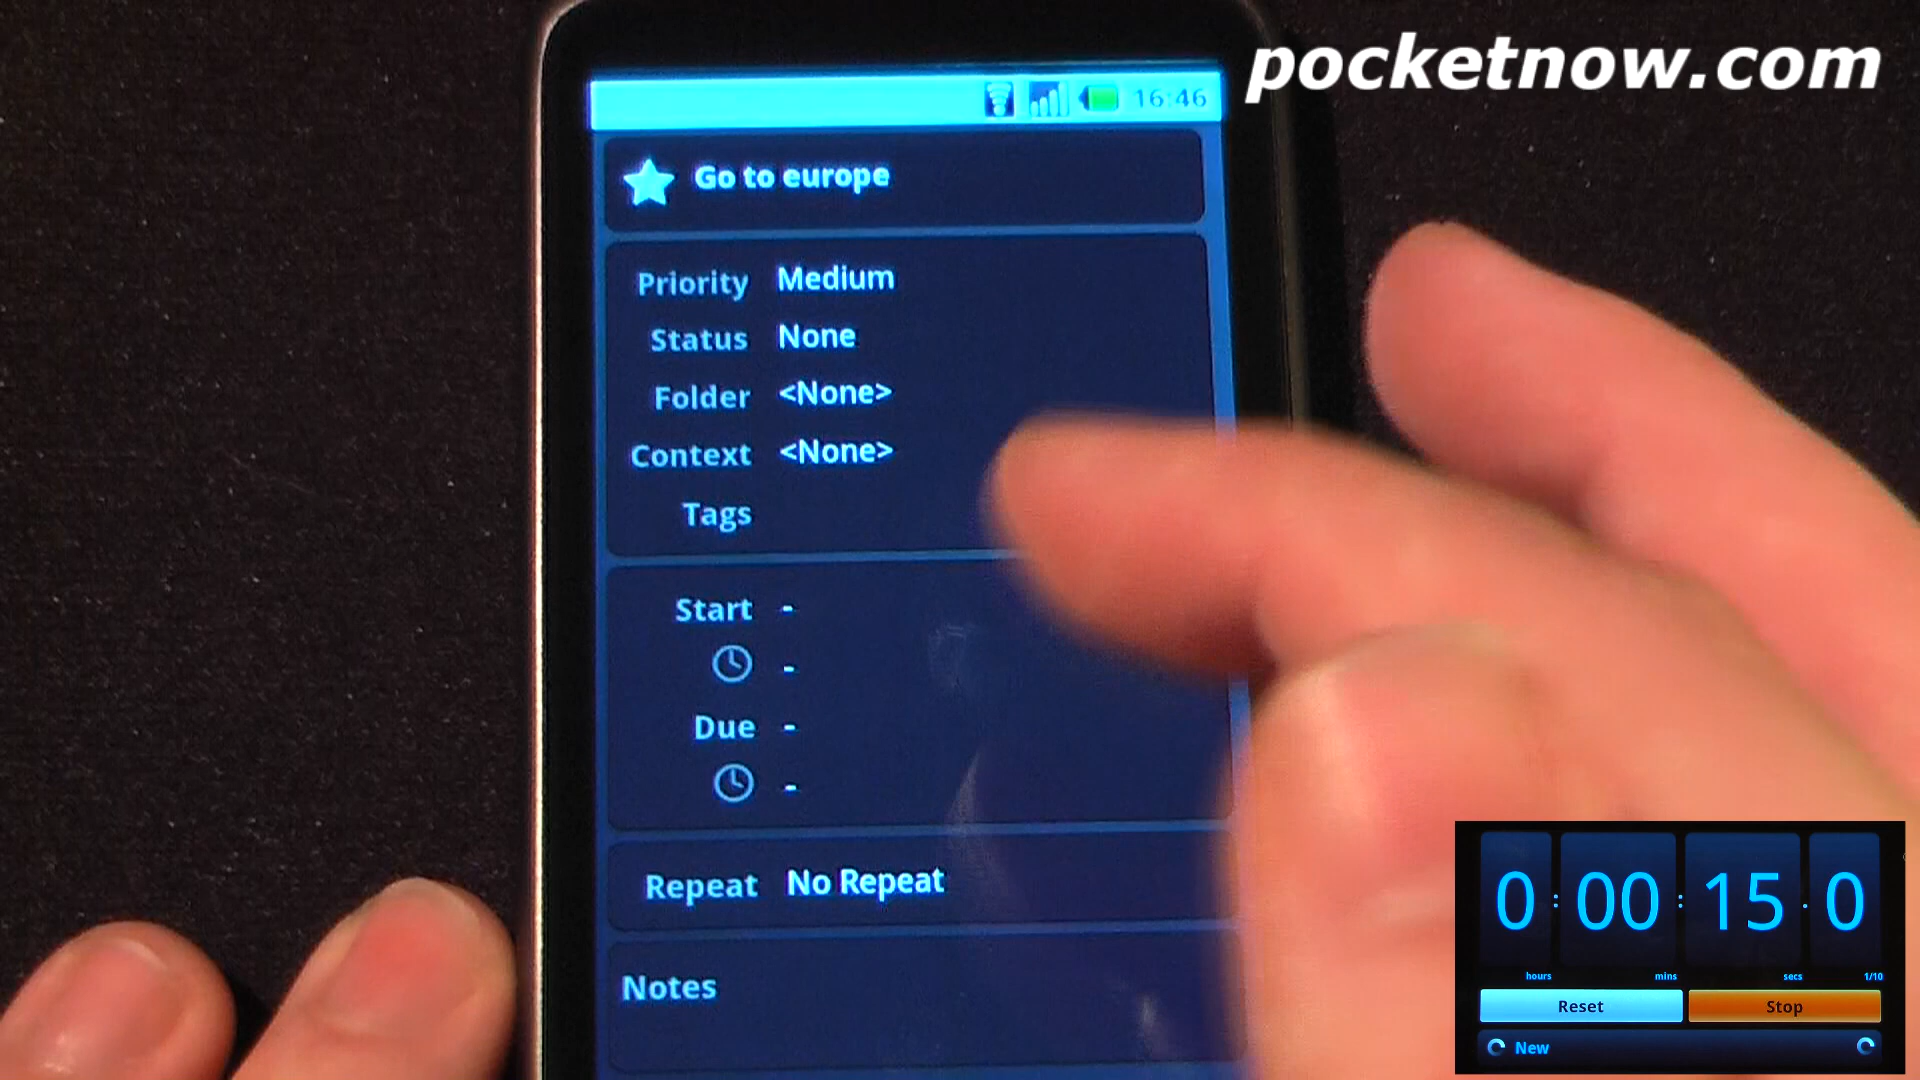 pocketnow.com
16:46
Go to europe
Priority Medium
Status None
Folder <None>
Context <None>
Tags
Start -
-
Due -
-
Repeat No Repeat
Notes
0 : 00 : 15 . 0
hours mins secs 1/10
Reset Stop
New